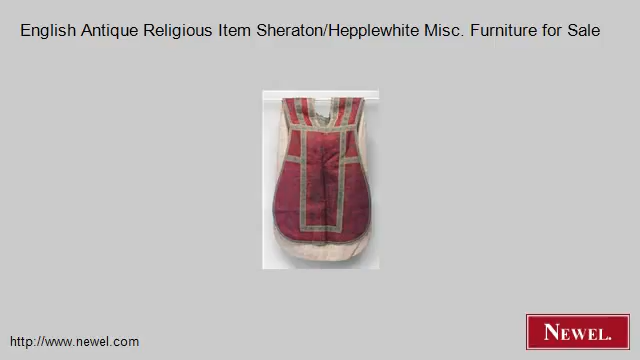 English Antique Religious Item Sheraton/Hepplewhite Misc. Furniture for Sale
http://www.newel.com
NEWEL.